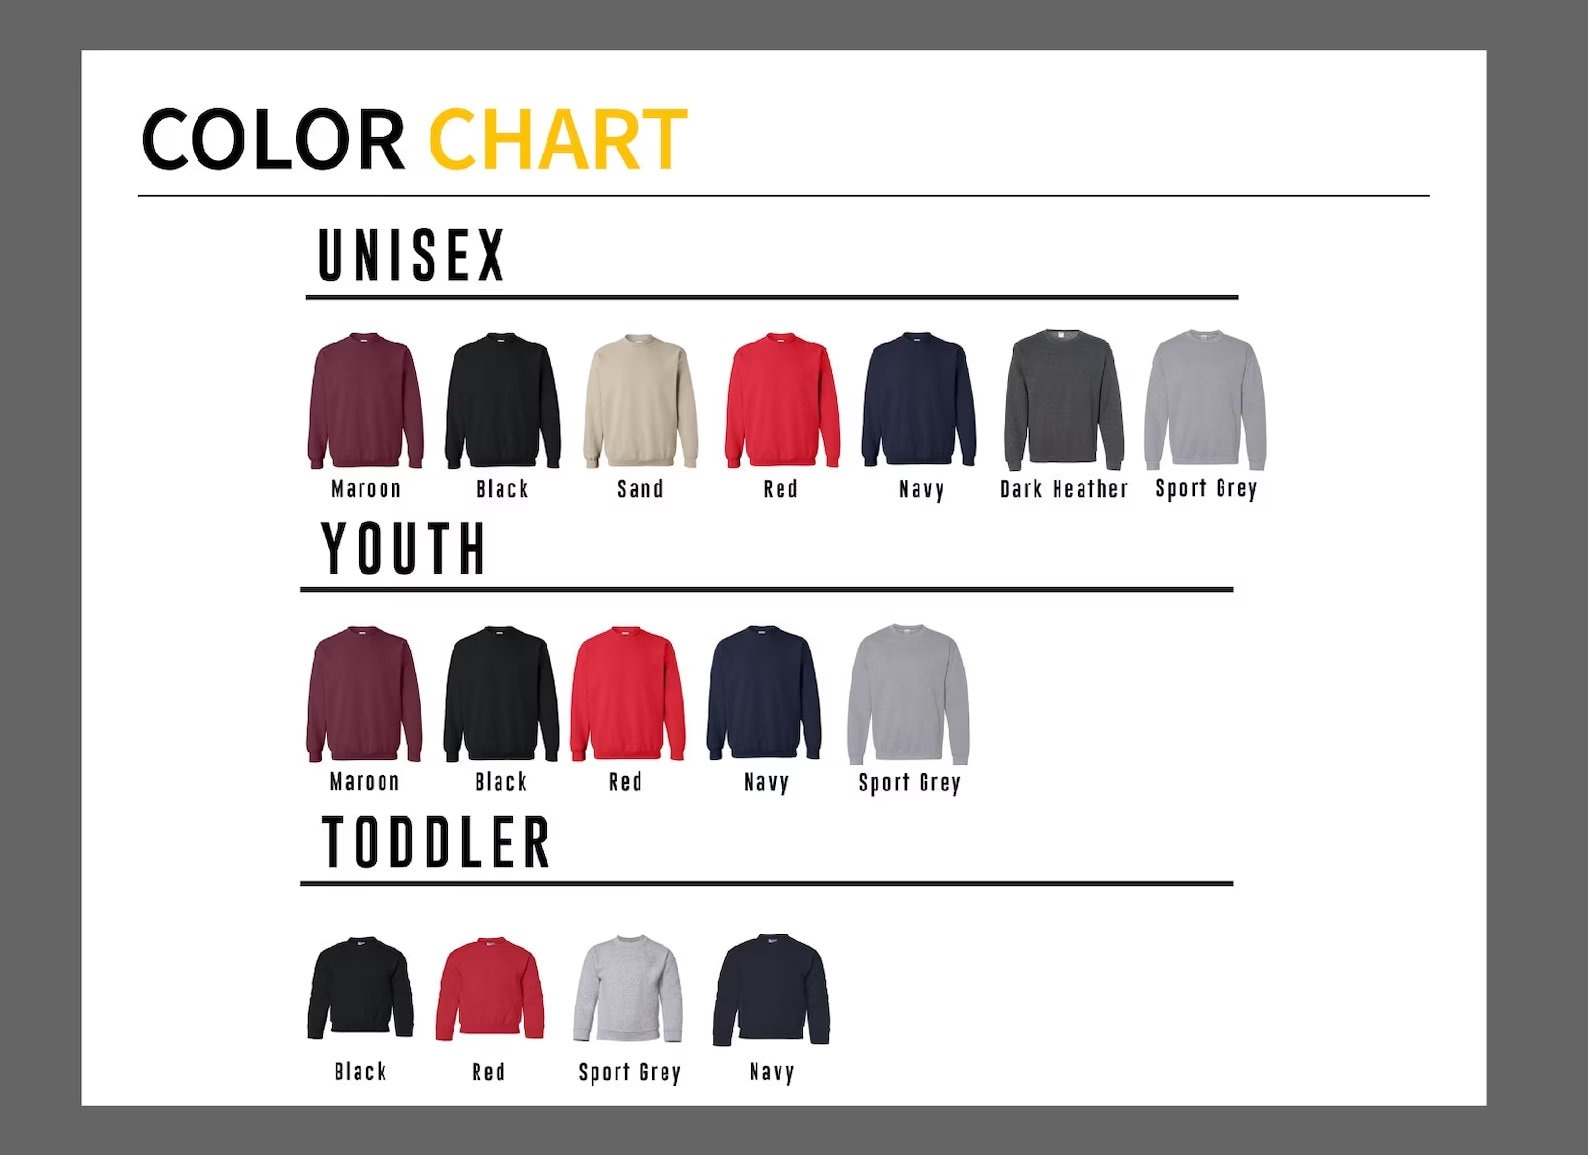 COLOR CHART
UNISEX
Maroon Black Sand Red Navy Dark Heather Sport Grey
YOUTH
Maroon Black Red Navy Sport Grey
TODDLER
Black Red Sport Grey Navy